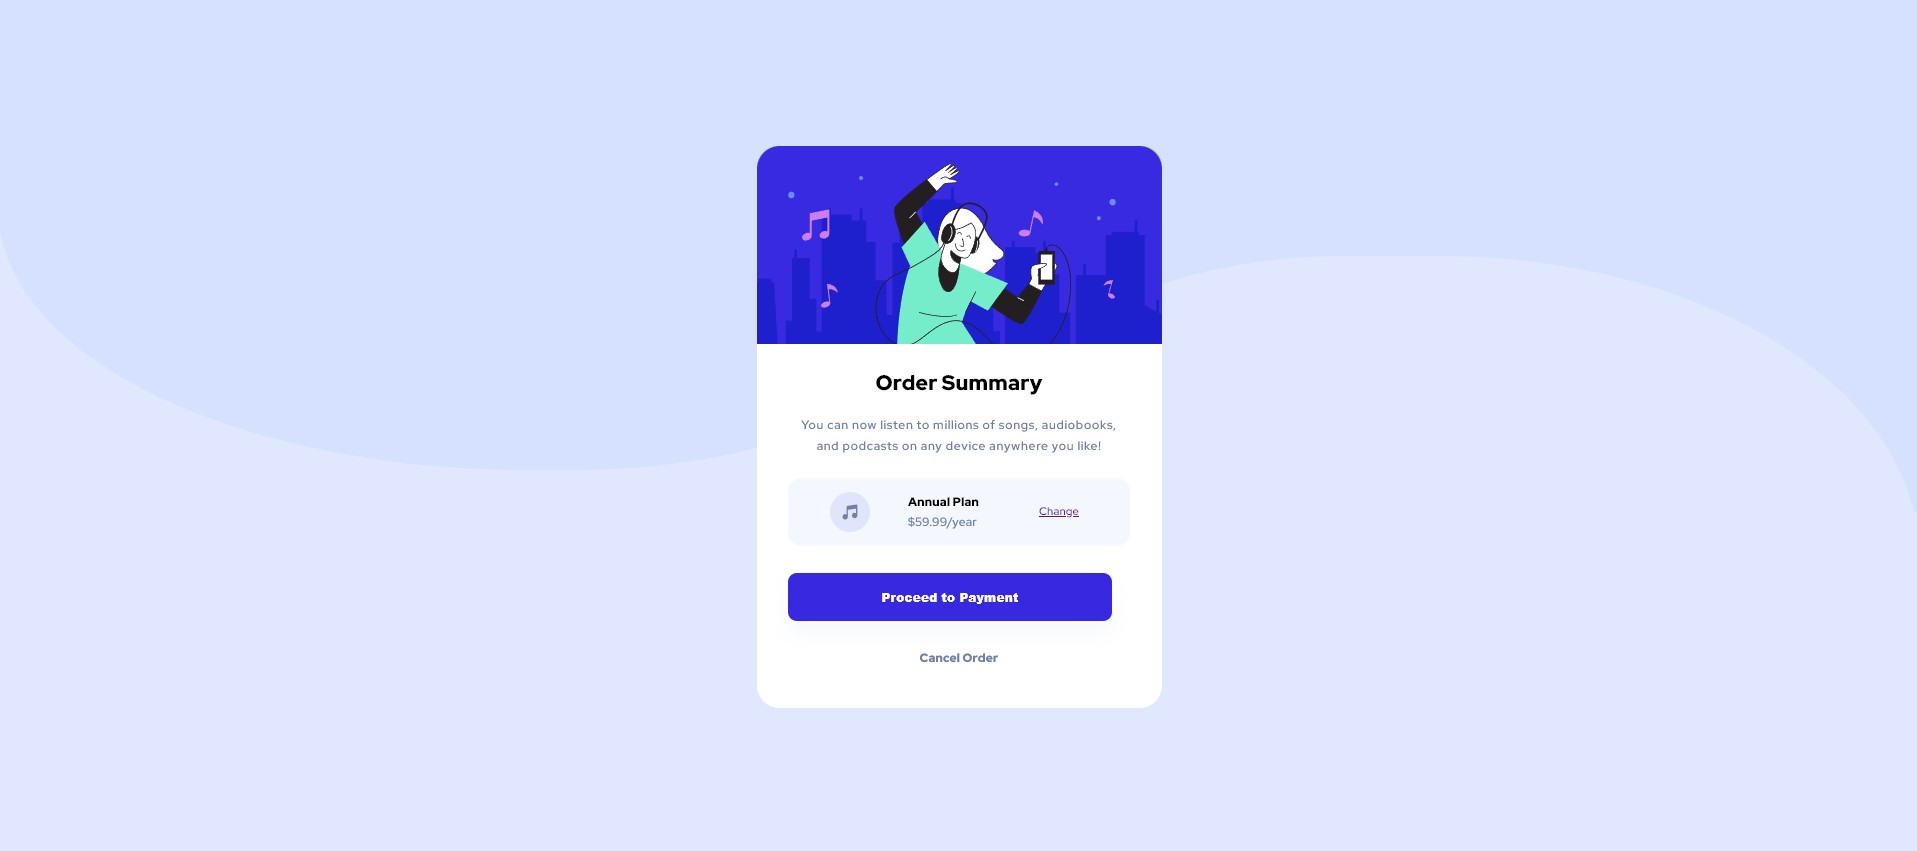 Order Summary
You can now listen to millions of songs, audiobooks,
and podcasts on any device anywhere you like!
Annual Plan
$59.99/year
Change
Proceed to Payment
Cancel Order